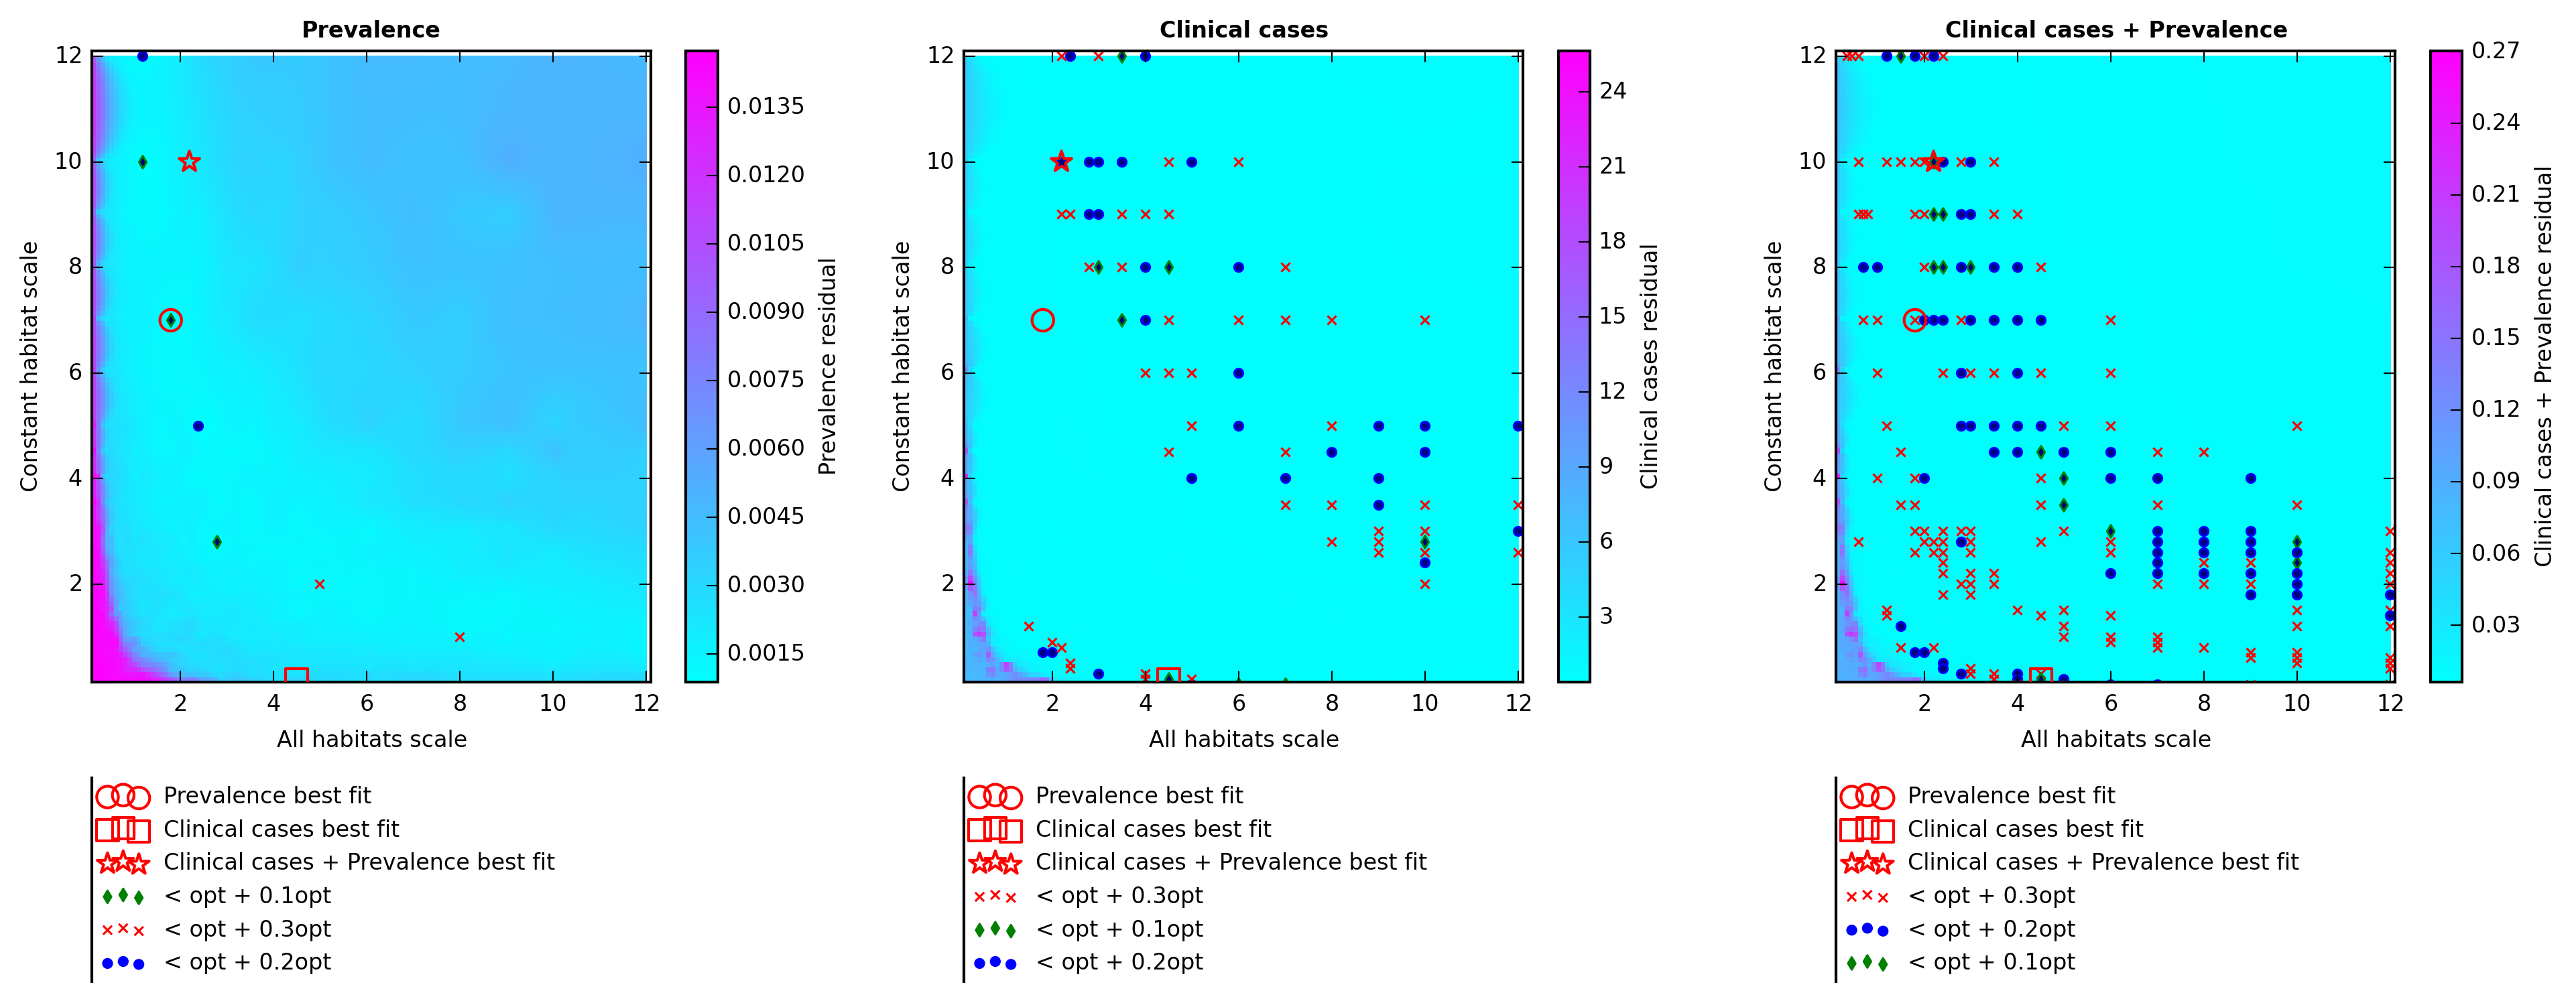 Prevalence
12
10
8
6
4
2
Constant habitat scale
2 4 6 8 10 12
All habitats scale
0.0135
0.0120
0.0105
0.0090
0.0075
0.0060
0.0045
0.0030
0.0015
Prevalence residual
Prevalence best fit
Clinical cases best fit
Clinical cases + Prevalence best fit
< opt + 0.1opt
< opt + 0.3opt
< opt + 0.2opt
Clinical cases
12
10
8
6
4
2
Constant habitat scale
2 4 6 8 10 12
All habitats scale
24
21
18
15
12
9
6
3
Clinical cases residual
Prevalence best fit
Clinical cases best fit
Clinical cases + Prevalence best fit
< opt + 0.3opt
< opt + 0.1opt
< opt + 0.2opt
Clinical cases + Prevalence
12
10
8
6
4
2
Constant habitat scale
2 4 6 8 10 12
All habitats scale
0.27
0.24
0.21
0.18
0.15
0.12
0.09
0.06
0.03
Clinical cases + Prevalence residual
Prevalence best fit
Clinical cases best fit
Clinical cases + Prevalence best fit
< opt + 0.3opt
< opt + 0.2opt
< opt + 0.1opt